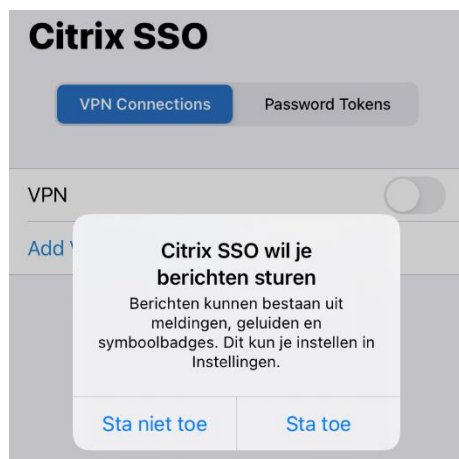 Citrix SSO
VPN Connections Password Tokens
VPN
Add
Citrix SSO wil je
berichten sturen
Berichten kunnen bestaan uit
meldingen, geluiden en
symboolbadges. Dit kun je instellen in
Instellingen.
Sta niet toe Sta toe